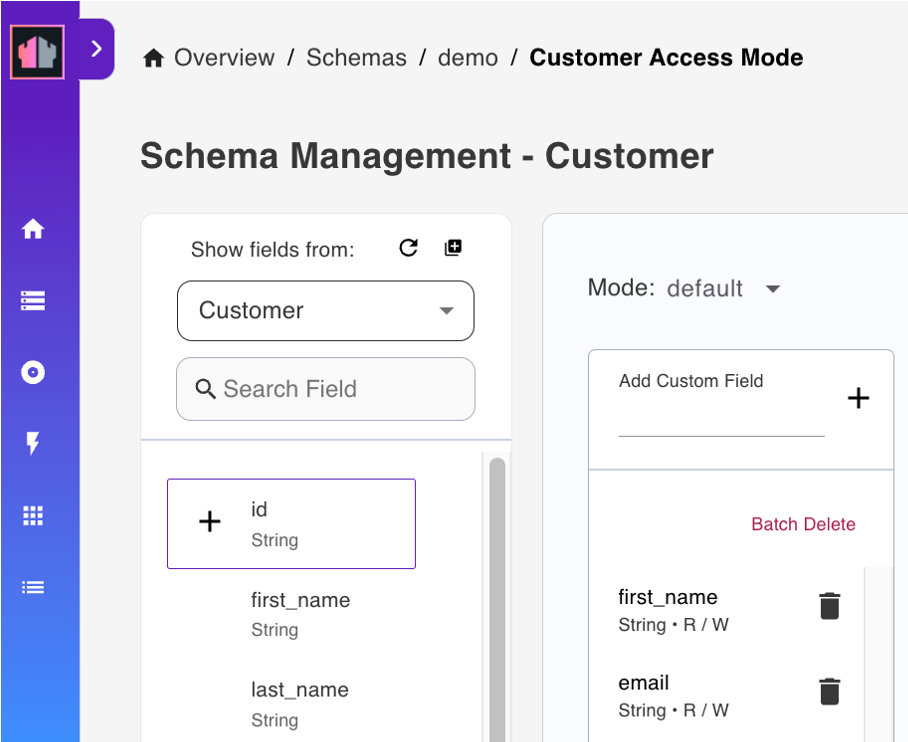 Overview / Schemas / demo / Customer Access Mode
Schema Management - Customer
Show fields from:
Customer
Search Field
id
String
first_name
String
last_name
String
Mode: default
Add Custom Field
Batch Delete
first_name
String • R / W
email
String • R / W